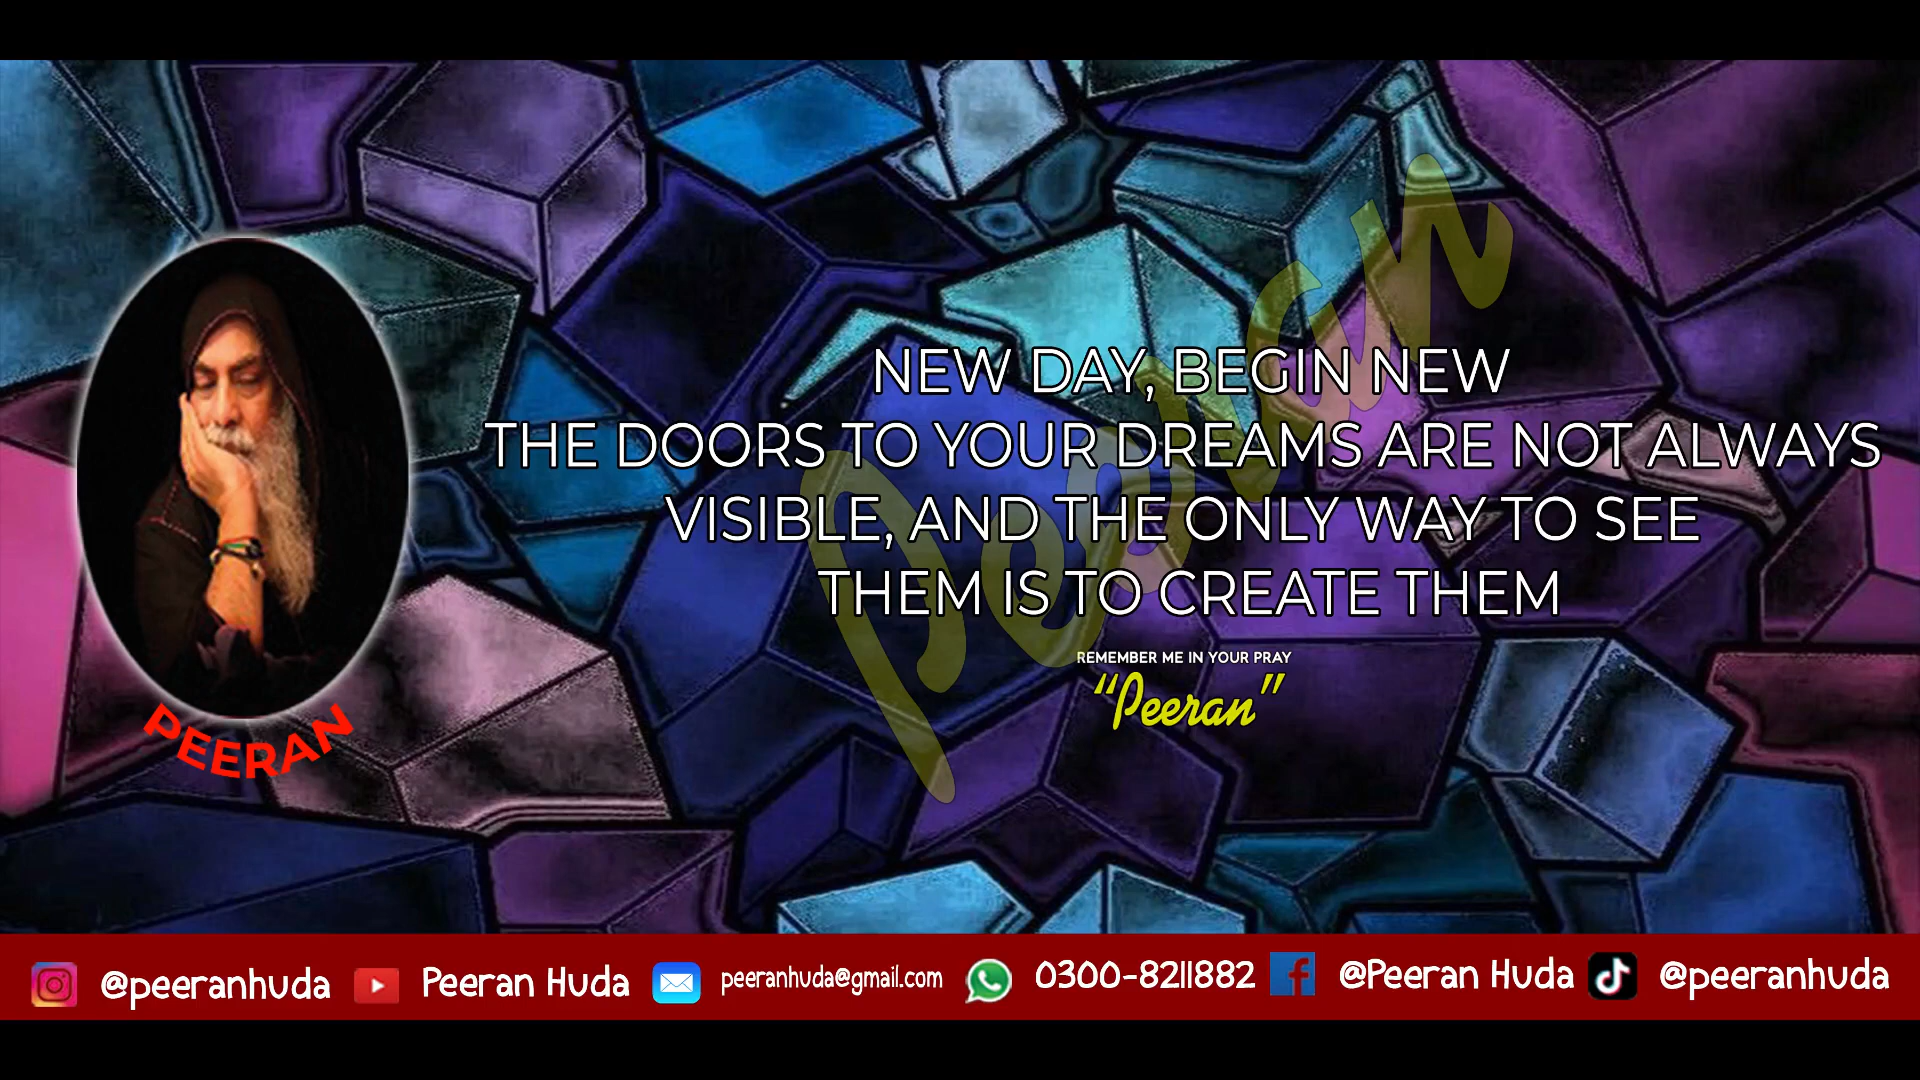 NEW DAY, BEGIN NEW
THE DOORS TO YOUR DREAMS ARE NOT ALWAYS
VISIBLE, AND THE ONLY WAY TO SEE
THEM IS TO CREATE THEM
REMEMBER ME IN YOUR PRAY
“Peeran”
Peeran
PEERAN
@peeranhuda
Peeran Huda
peeranhuda@gmail.com
0300-8211882
@Peeran Huda
@peeranhuda